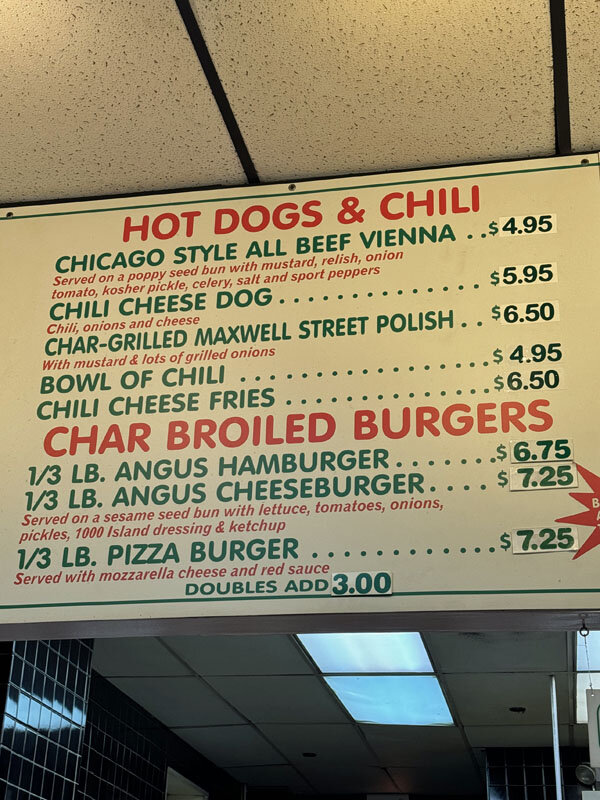 HOT DOGS & CHILI
CHICAGO STYLE ALL BEEF VIENNA . . $ 4.95
Served on a poppy seed bun with mustard, relish, onion
tomato, kosher pickle, celery, salt and sport peppers
CHILI CHEESE DOG . . . . . . . . . . . . . . $ 5.95
Chili, onions and cheese
CHAR-GRILLED MAXWELL STREET POLISH . . $ 6.50
With mustard & lots of grilled onions
BOWL OF CHILI . . . . . . . . . . . . . . . . . $ 4.95
CHILI CHEESE FRIES . . . . . . . . . . . . . . $ 6.50
CHAR BROILED BURGERS
1/3 LB. ANGUS HAMBURGER . . . . . . . $ 6.75
1/3 LB. ANGUS CHEESEBURGER . . . . $ 7.25
Served on a sesame seed bun with lettuce, tomatoes, onions,
pickles, 1000 Island dressing & ketchup
1/3 LB. PIZZA BURGER . . . . . . . . . . . . $ 7.25
Served with mozzarella cheese and red sauce
DOUBLES ADD 3.00